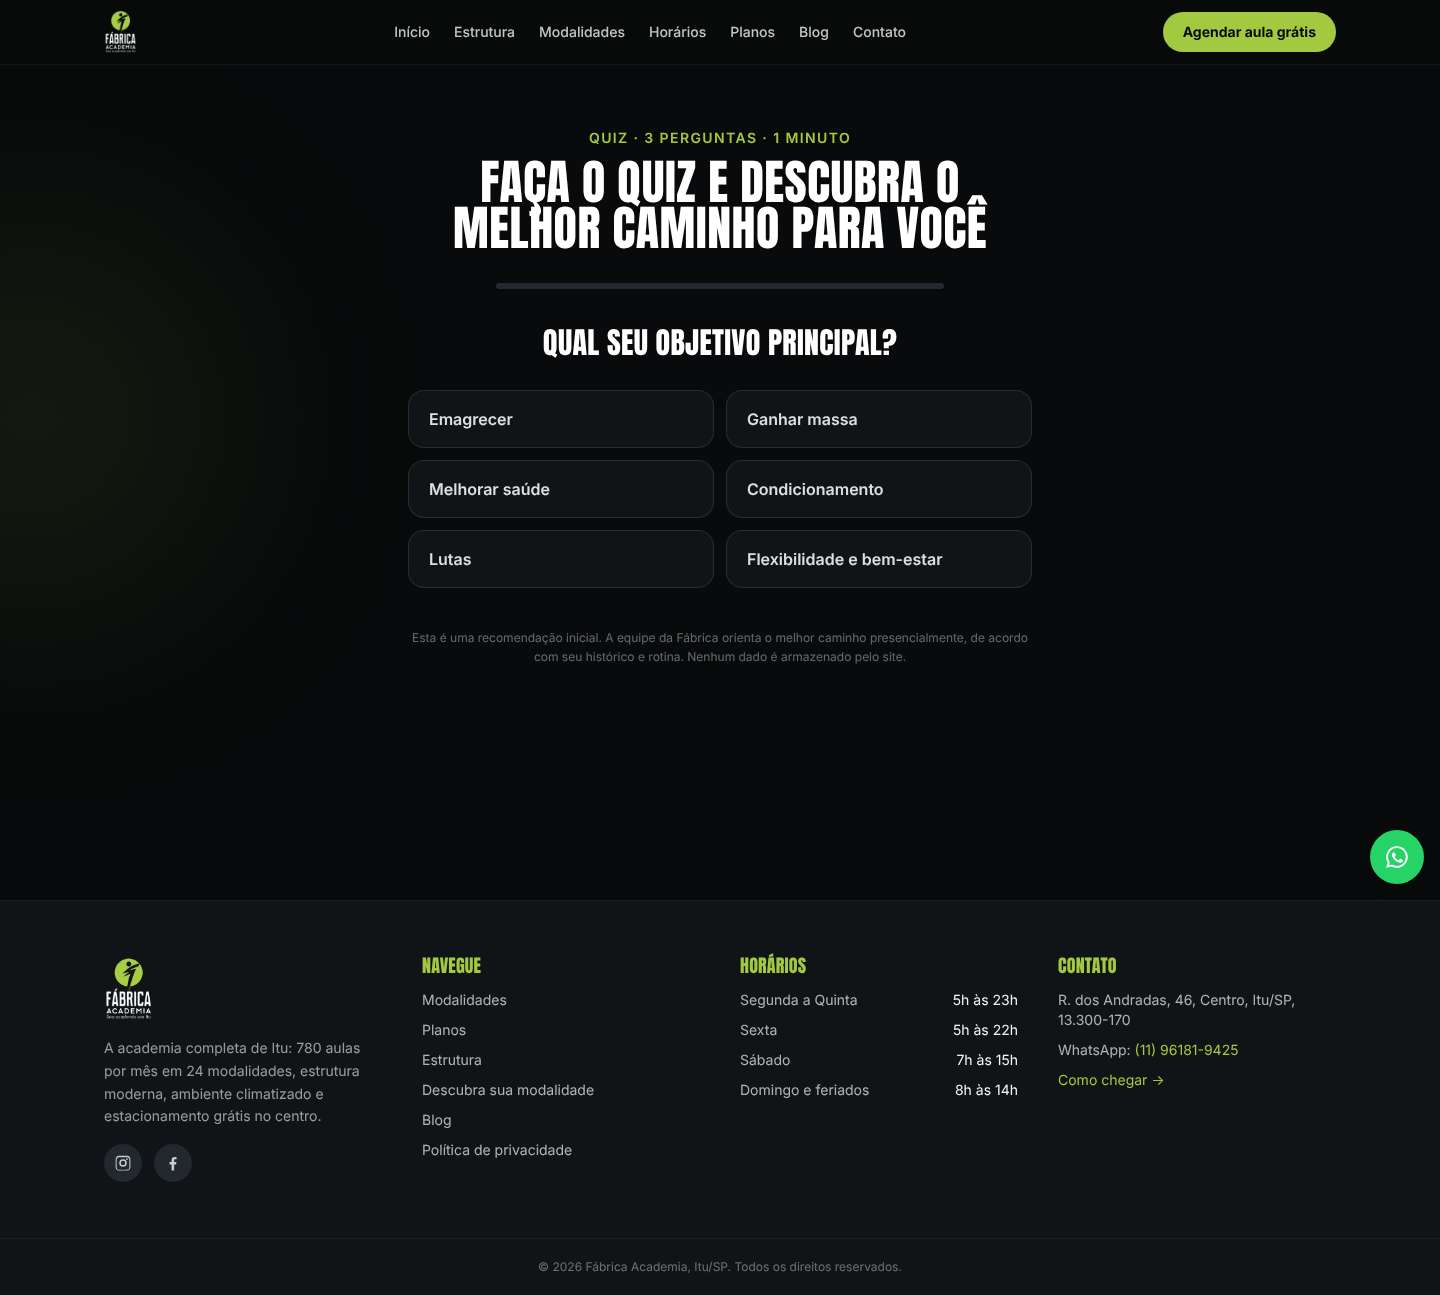 FÁBRICA
ACADEMIA
Início
Estrutura
Modalidades
Horários
Planos
Blog
Contato
Agendar aula grátis
QUIZ · 3 PERGUNTAS · 1 MINUTO
FAÇA O QUIZ E DESCUBRA O
MELHOR CAMINHO PARA VOCÊ
QUAL SEU OBJETIVO PRINCIPAL?
Emagrecer
Ganhar massa
Melhorar saúde
Condicionamento
Lutas
Flexibilidade e bem-estar
Esta é uma recomendação inicial. A equipe da Fábrica orienta o melhor caminho presencialmente, de acordo
com seu histórico e rotina. Nenhum dado é armazenado pelo site.
FÁBRICA
ACADEMIA
A academia completa de Itu: 780 aulas
por mês em 24 modalidades, estrutura
moderna, ambiente climatizado e
estacionamento grátis no centro.
NAVEGUE
Modalidades
Planos
Estrutura
Descubra sua modalidade
Blog
Política de privacidade
HORÁRIOS
Segunda a Quinta 5h às 23h
Sexta 5h às 22h
Sábado 7h às 15h
Domingo e feriados 8h às 14h
CONTATO
R. dos Andradas, 46, Centro, Itu/SP,
13.300-170
WhatsApp: (11) 96181-9425
Como chegar →
© 2026 Fábrica Academia, Itu/SP. Todos os direitos reservados.